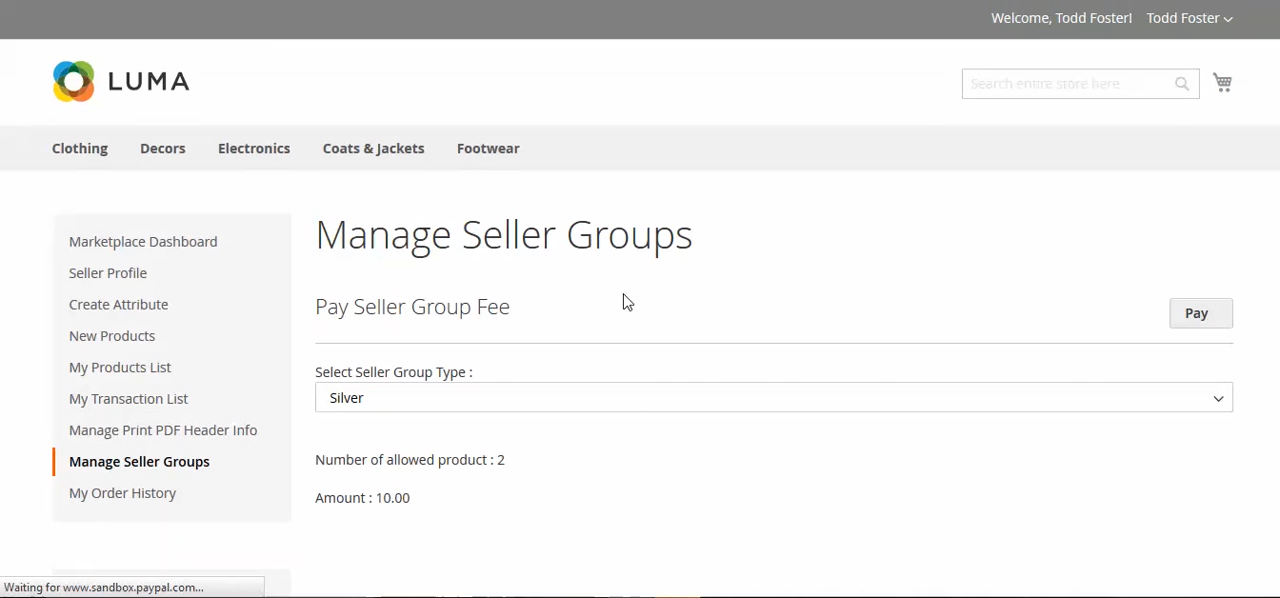 Welcome, Todd Foster! Todd Foster
LUMA
Search entire store here
Clothing Decors Electronics Coats & Jackets Footwear
Marketplace Dashboard
Seller Profile
Create Attribute
New Products
My Products List
My Transaction List
Manage Print PDF Header Info
Manage Seller Groups
My Order History
Manage Seller Groups
Pay Seller Group Fee
Pay
Select Seller Group Type :
Silver
Number of allowed product : 2
Amount : 10.00
Waiting for www.sandbox.paypal.com...